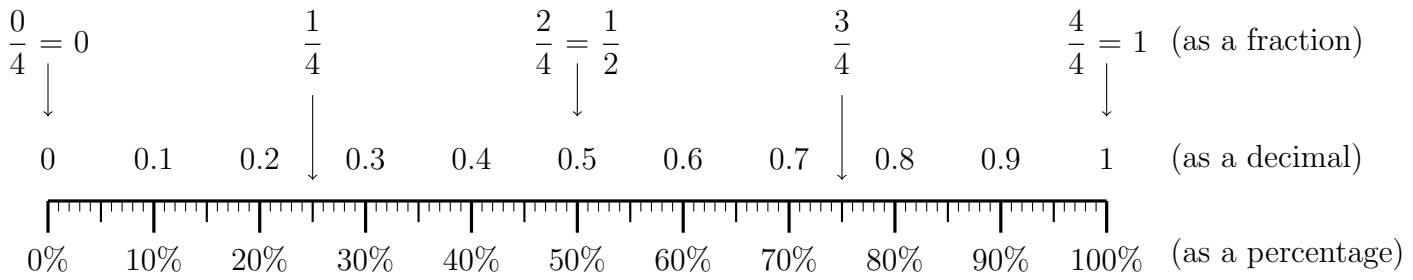 0/4 = 0 1/4 2/4 = 1/2 3/4 4/4 = 1 (as a fraction)
0 0.1 0.2 0.3 0.4 0.5 0.6 0.7 0.8 0.9 1 (as a decimal)
0% 10% 20% 30% 40% 50% 60% 70% 80% 90% 100% (as a percentage)